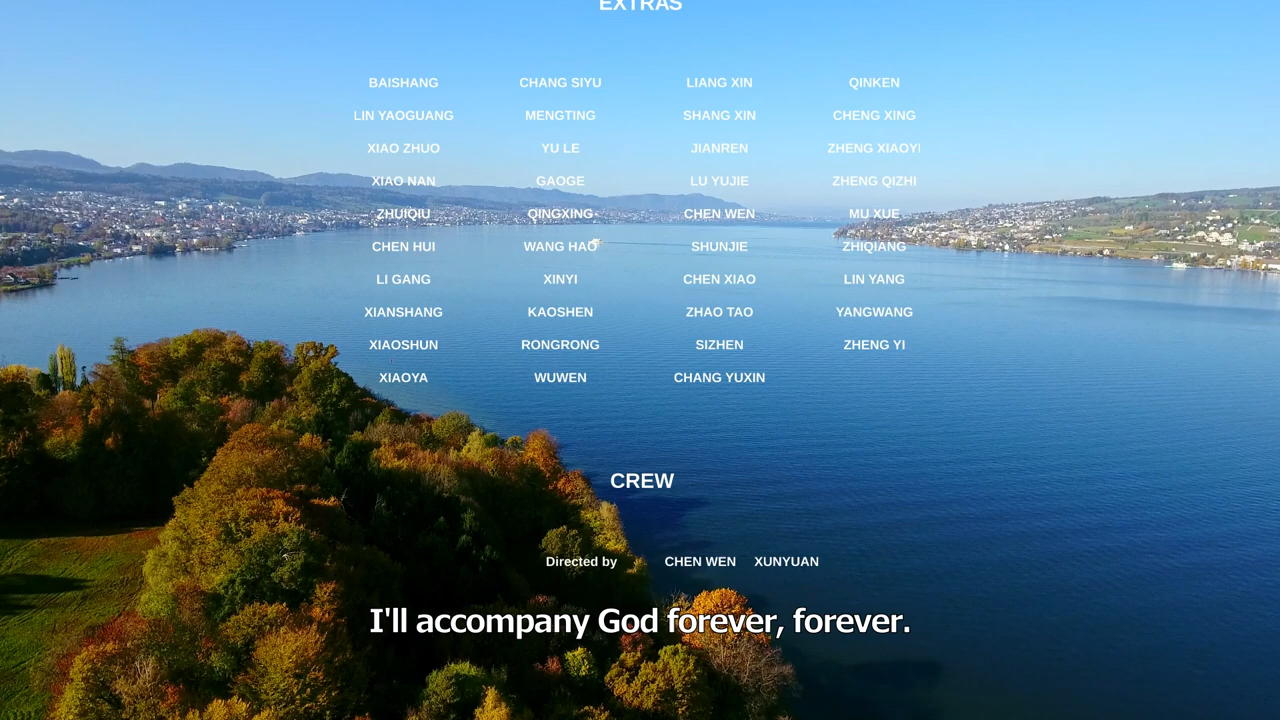 EXTRAS
BAISHANG CHANG SIYU LIANG XIN QINKEN
LIN YAOGUANG MENGTING SHANG XIN CHENG XING
XIAO ZHUO YU LE JIANREN ZHENG XIAOYI
XIAO NAN GAOGE LU YUJIE ZHENG QIZHI
ZHUIQIU QINGXING CHEN WEN MU XUE
CHEN HUI WANG HAO SHUNJIE ZHIQIANG
LI GANG XINYI CHEN XIAO LIN YANG
XIANSHANG KAOSHEN ZHAO TAO YANGWANG
XIAOSHUN RONGRONG SIZHEN ZHENG YI
XIAOYA WUWEN CHANG YUXIN
CREW
Directed by CHEN WEN XUNYUAN
I'll accompany God forever, forever.